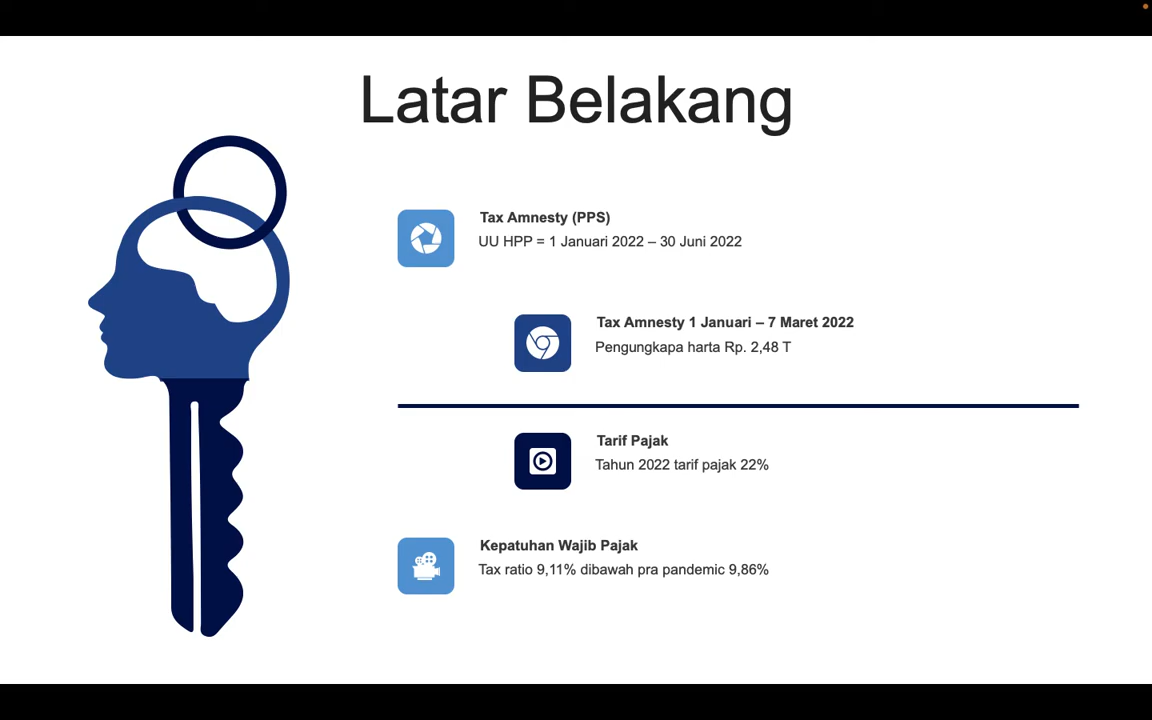 Latar Belakang
Tax Amnesty (PPS)
UU HPP = 1 Januari 2022 – 30 Juni 2022
Tax Amnesty 1 Januari – 7 Maret 2022
Pengungkapa harta Rp. 2,48 T
Tarif Pajak
Tahun 2022 tarif pajak 22%
Kepatuhan Wajib Pajak
Tax ratio 9,11% dibawah pra pandemic 9,86%